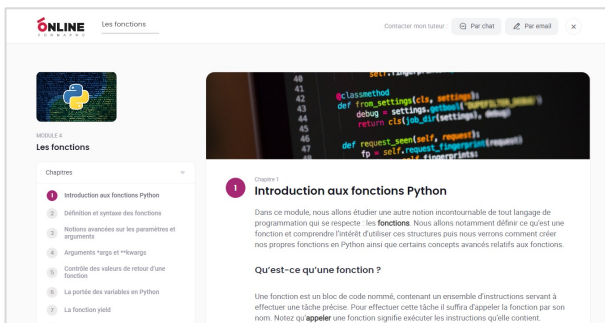 ONLINE
FORMAPRO
Les fonctions
Contacter mon tuteur :
Par chat
Par email
MODULE 4
Les fonctions
Chapitres
1 Introduction aux fonctions Python
2 Définition et syntaxe des fonctions
3 Notions avancées sur les paramètres et
arguments
4 Arguments *args et **kwargs
5 Contrôle des valeurs de retour d'une
fonction
6 La portée des variables en Python
7 La fonction yield
40
41 @classmethod
42 def from_settings(cls, settings):
43 debug = settings.getbool(
44 return cls(job_dir(settings), debug)
45
46 def request_seen(self, request):
47 fp = self.request_fingerprint(request)
1
Chapitre 1
Introduction aux fonctions Python
Dans ce module, nous allons étudier une autre notion incontournable de tout langage de
programmation qui se respecte : les fonctions. Nous allons notamment définir ce qu'est une
fonction et comprendre l'intérêt d'utiliser ces structures puis nous verrons comment créer
nos propres fonctions en Python ainsi que certains concepts avancés relatifs aux fonctions.
Qu'est-ce qu'une fonction ?
Une fonction est un bloc de code nommé, contenant un ensemble d'instructions servant à
effectuer une tâche précise. Pour effectuer cette tâche il suffira d'appeler la fonction par son
nom. Notez qu'appeler une fonction signifie exécuter les instructions qu'elle contient.